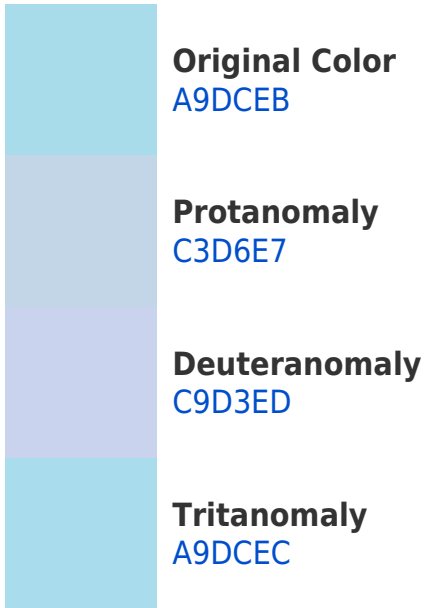 Original Color
A9DCEB
Protanomaly
C3D6E7
Deuteranomaly
C9D3ED
Tritanomaly
A9DCEC